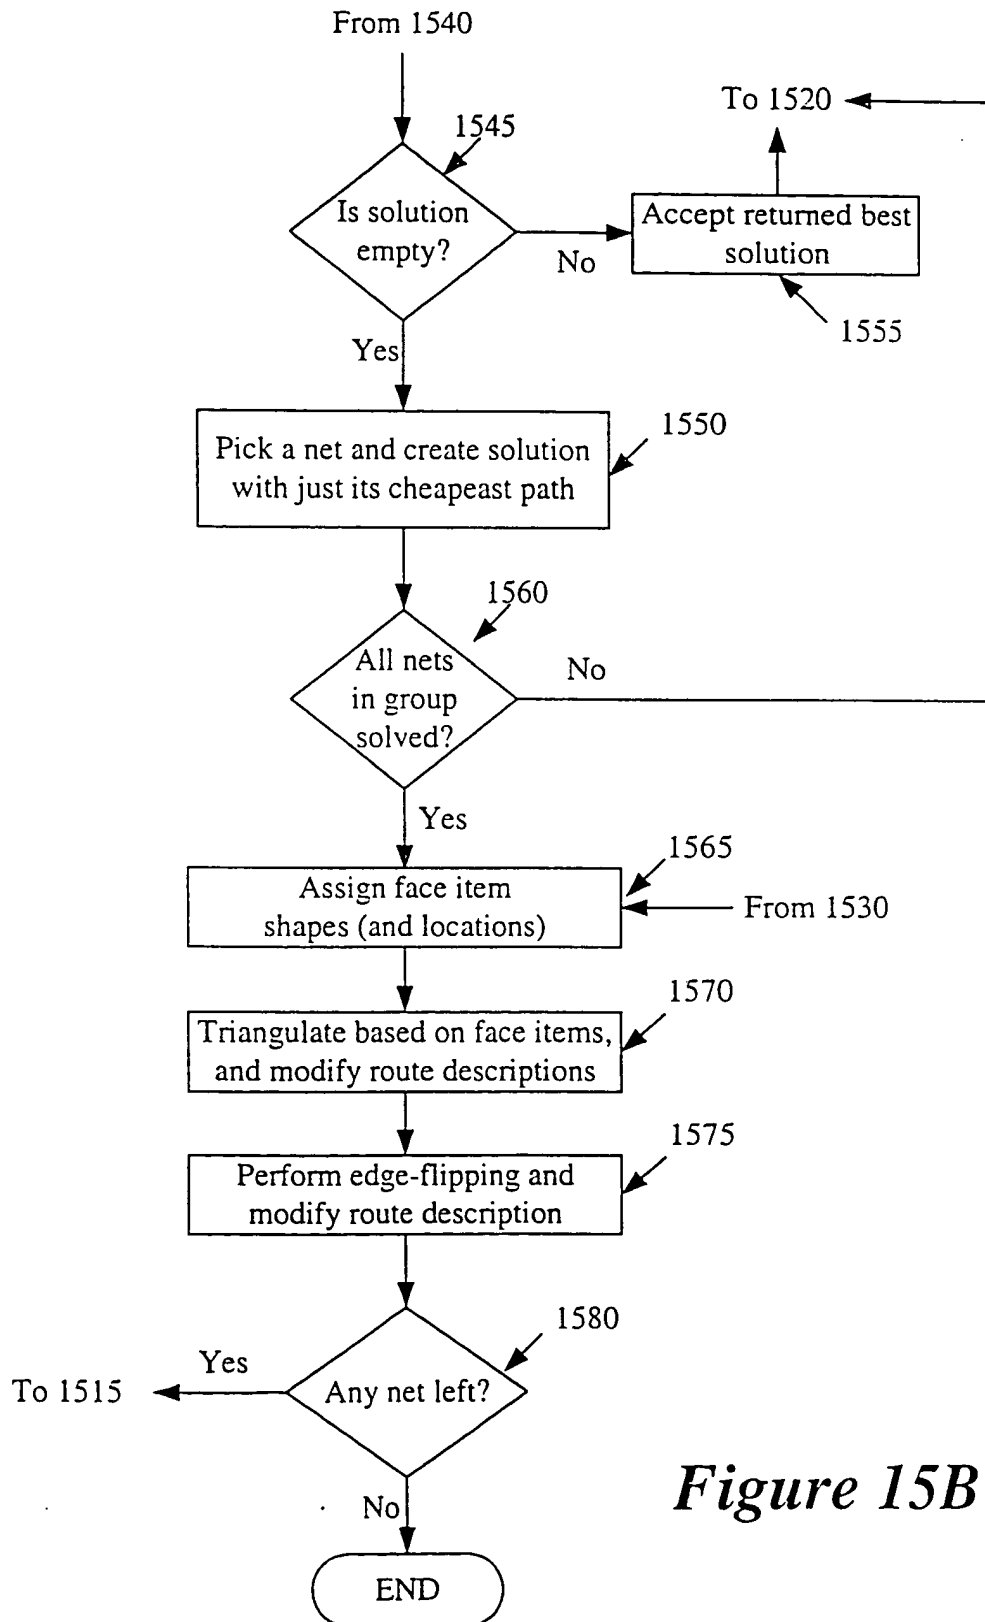 From 1540
To 1520
1545
Is solution
empty?
No
Accept returned best
solution
1555
Yes
1550
Pick a net and create solution
with just its cheapeast path
1560
All nets
in group
solved?
No
Yes
1565
Assign face item
shapes (and locations)
From 1530
1570
Triangulate based on face items,
and modify route descriptions
1575
Perform edge-flipping and
modify route description
1580
Yes
To 1515
Any net left?
No
Figure 15B
END